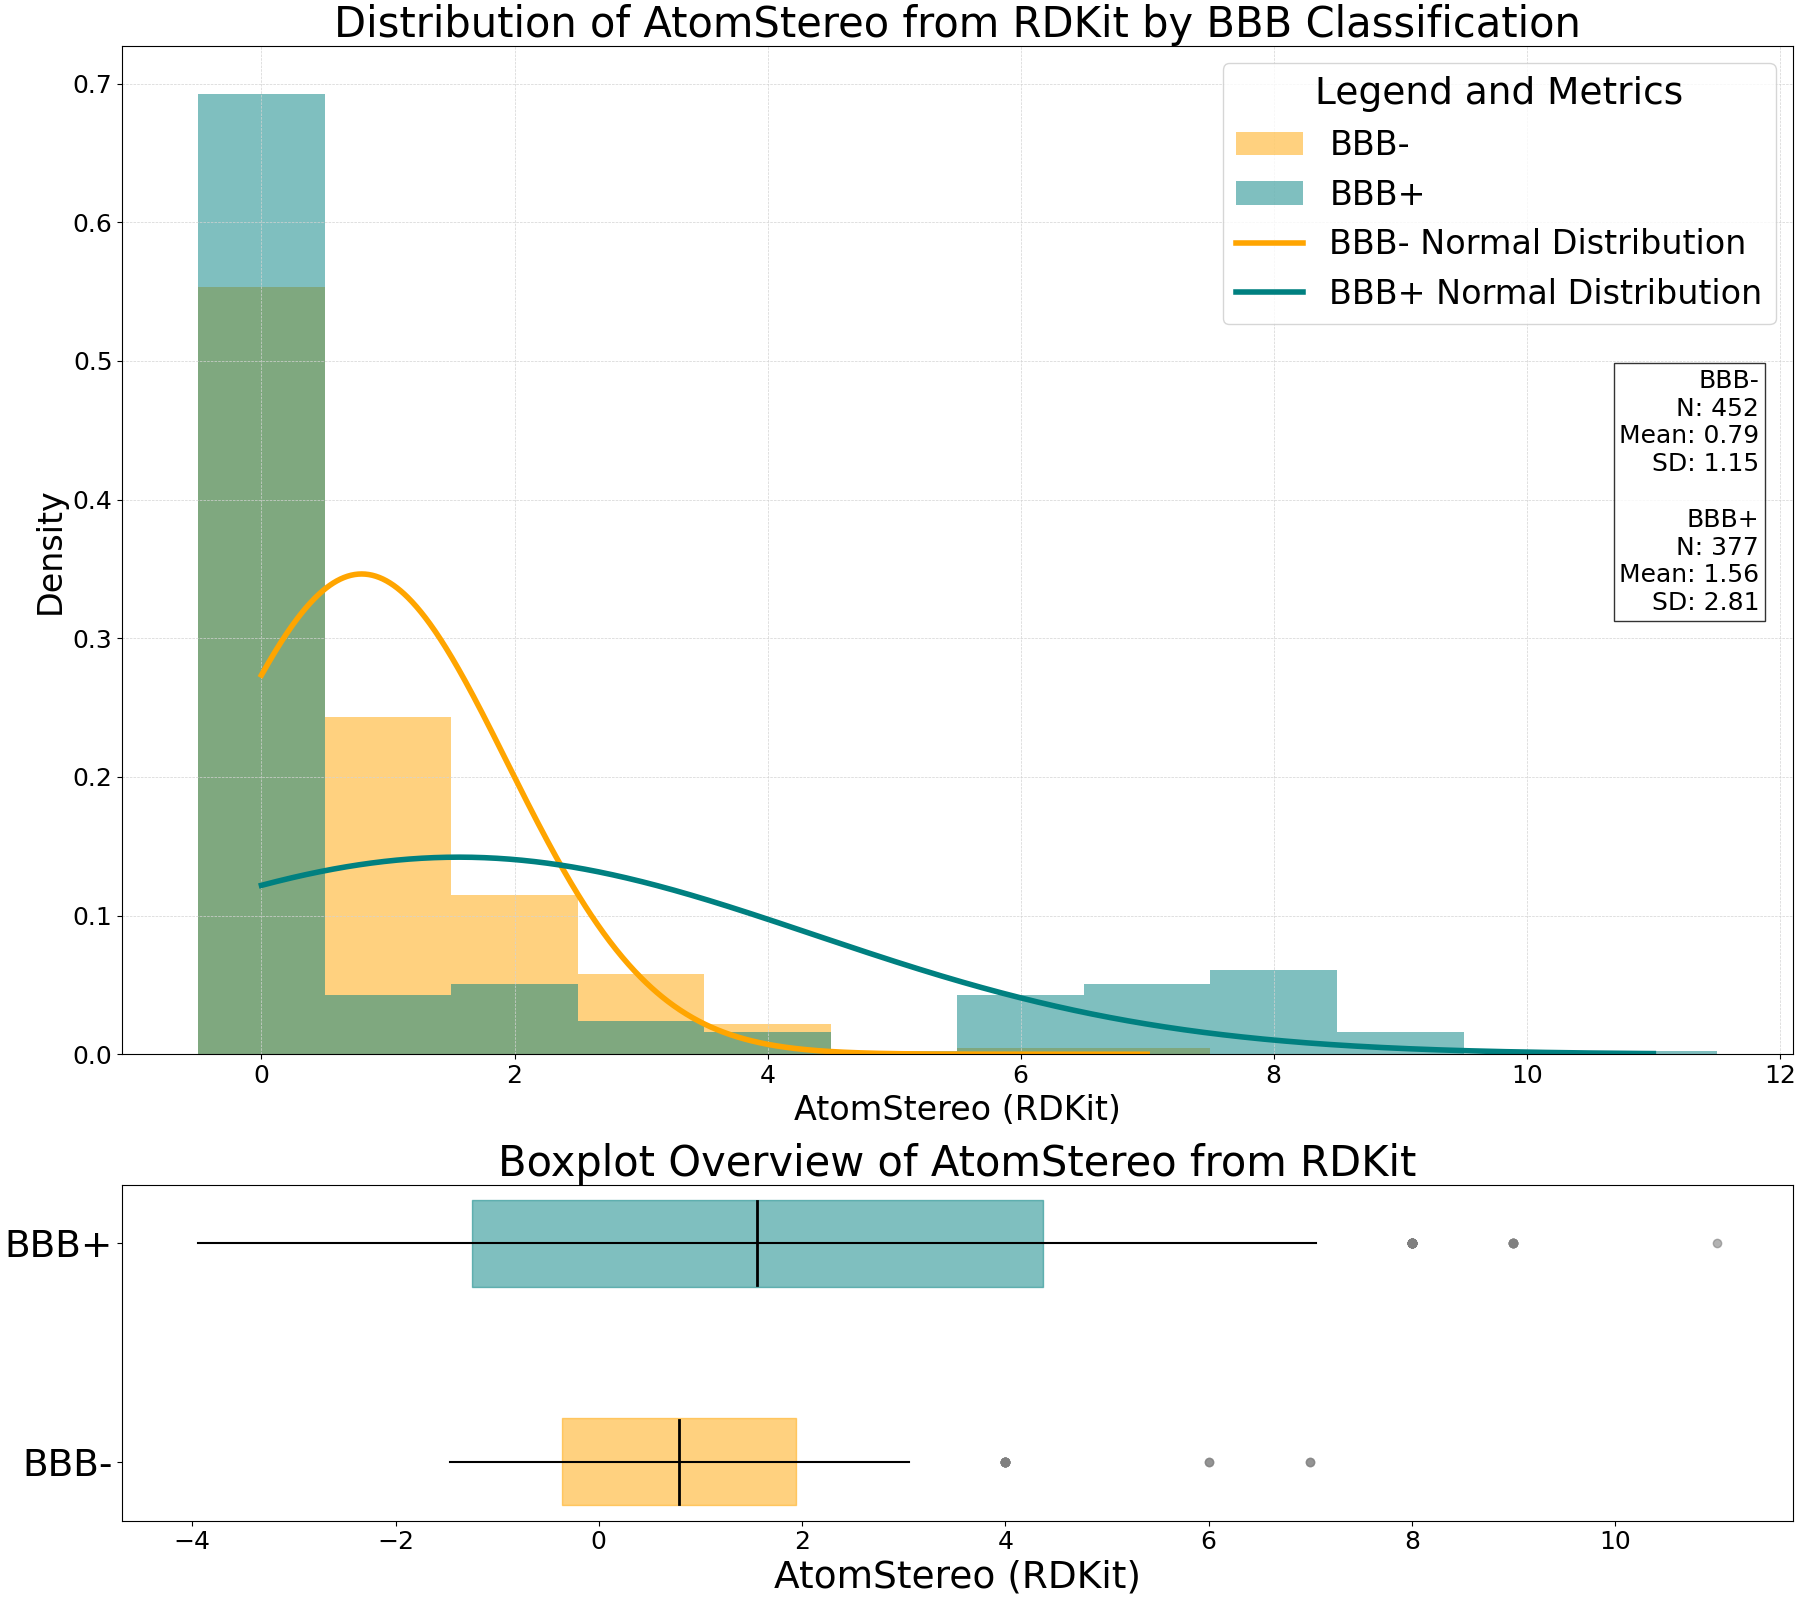 Distribution of AtomStereo from RDKit by BBB Classification
Legend and Metrics
BBB-
BBB+
BBB- Normal Distribution
BBB+ Normal Distribution
BBB-
N: 452
Mean: 0.79
SD: 1.15
BBB+
N: 377
Mean: 1.56
SD: 2.81
Density
0.7
0.6
0.5
0.4
0.3
0.2
0.1
0.0
0 2 4 6 8 10 12
AtomStereo (RDKit)
Boxplot Overview of AtomStereo from RDKit
BBB+
BBB-
−4 −2 0 2 4 6 8 10
AtomStereo (RDKit)